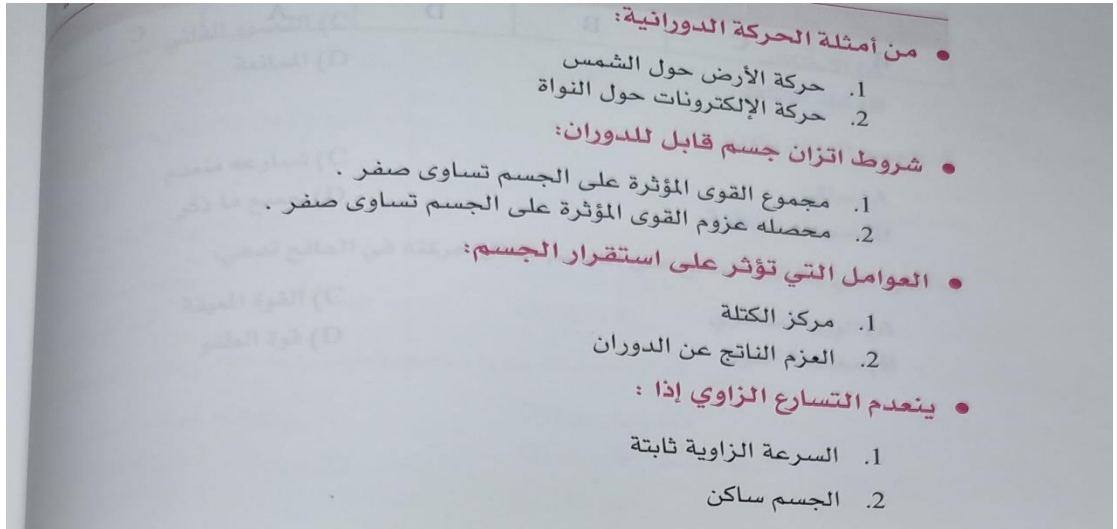 • من أمثلة الحركة الدورانية:
1. حركة الأرض حول الشمس
2. حركة الإلكترونات حول النواة
• شروط اتزان جسم قابل للدوران:
1. مجموع القوى المؤثرة على الجسم تساوى صفر .
2. محصله عزوم القوى المؤثرة على الجسم تساوى صفر .
• العوامل التي تؤثر على استقرار الجسم:
1. مركز الكتلة
2. العزم الناتج عن الدوران
• ينعدم التسارع الزاوي إذا :
1. السرعة الزاوية ثابتة
2. الجسم ساكن